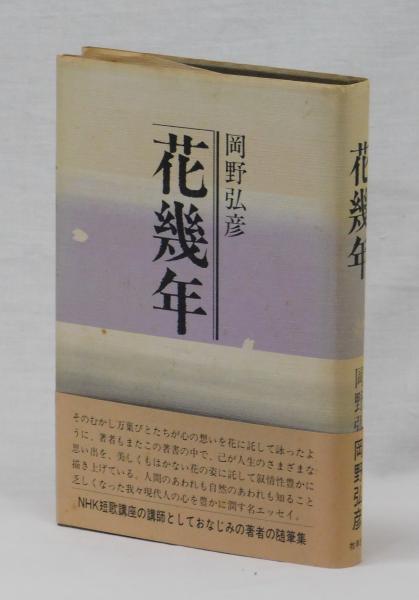 花幾年
岡野弘彦
そのむかし万葉びとたちが心の想いを花に託して詠ったよ
うに、著者もまたこの書の中で、己が人生のさまざまな
思い出を、美しくもはかない花の姿に託して叙情性豊かに
描き上げている。人間のあわれも自然のあわれも知ること
乏しくなった我々現代人の心を豊かに潤す名エッセイ。
NHK短歌講座の講師としておなじみの著者の随筆集
花幾年
岡野弘
岡野弘彦